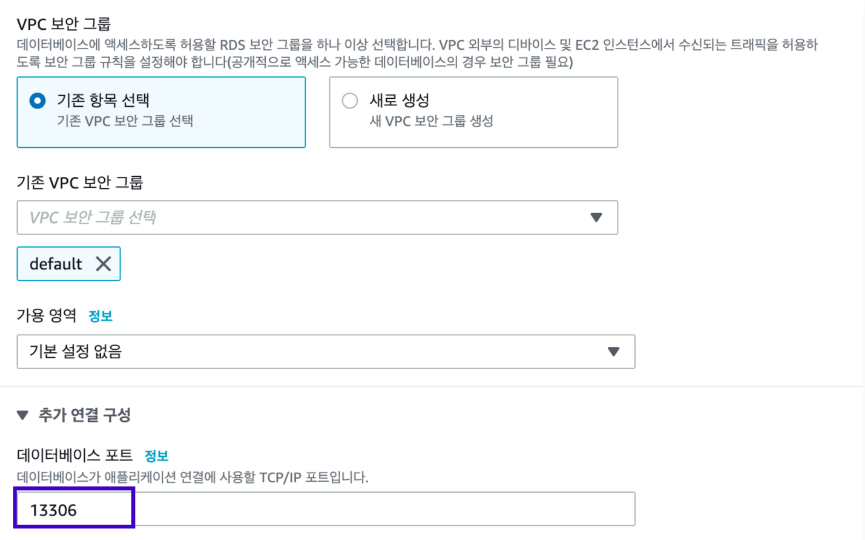 VPC 보안 그룹
데이터베이스에 액세스하도록 허용할 RDS 보안 그룹을 하나 이상 선택합니다. VPC 외부의 디바이스 및 EC2 인스턴스에서 수신되는 트래픽을 허용하
도록 보안 그룹 규칙을 설정해야 합니다(공개적으로 액세스 가능한 데이터베이스의 경우 보안 그룹 필요)
기존 항목 선택
기존 VPC 보안 그룹 선택
새로 생성
새 VPC 보안 그룹 생성
기존 VPC 보안 그룹
VPC 보안 그룹 선택
default
가용 영역 정보
기본 설정 없음
추가 연결 구성
데이터베이스 포트 정보
데이터베이스가 애플리케이션 연결에 사용할 TCP/IP 포트입니다.
13306